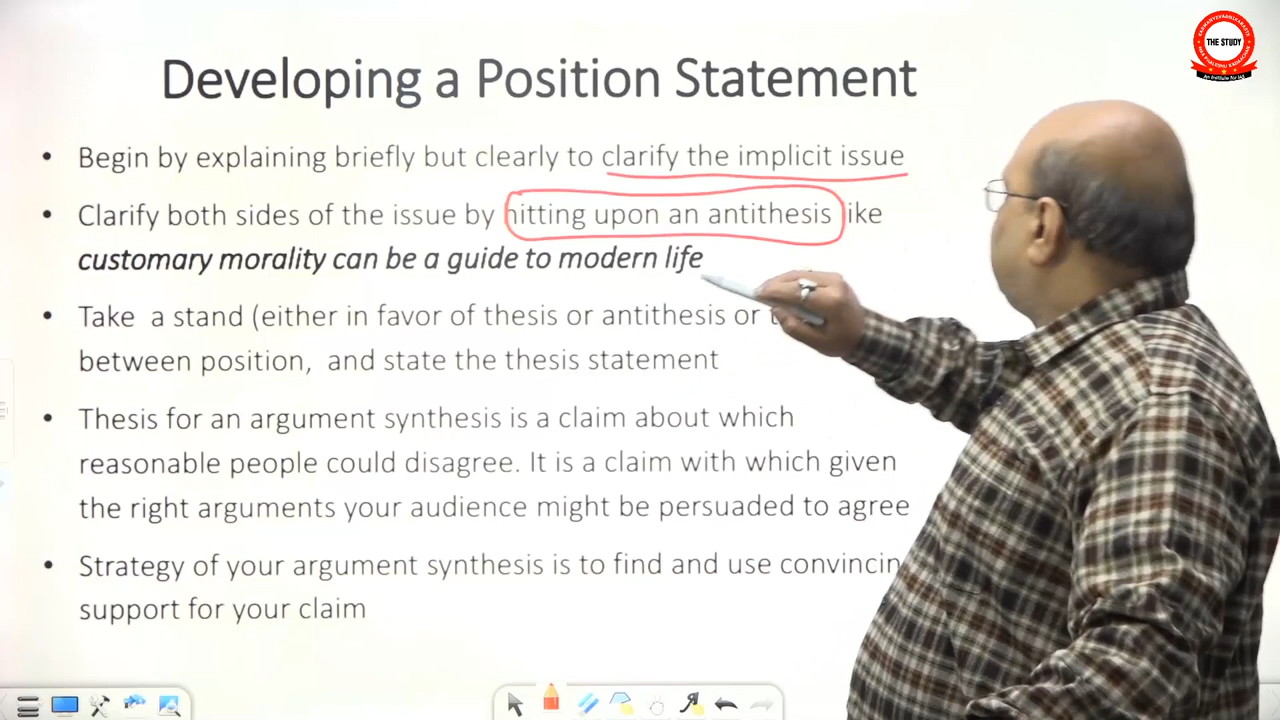 Developing a Position Statement
• Begin by explaining briefly but clearly to clarify the implicit issue
• Clarify both sides of the issue by hitting upon an antithesis like
customary morality can be a guide to modern life
• Take a stand (either in favor of thesis or antithesis or
between position, and state the thesis statement
• Thesis for an argument synthesis is a claim about which
reasonable people could disagree. It is a claim with which given
the right arguments your audience might be persuaded to agree
• Strategy of your argument synthesis is to find and use convincin
support for your claim
THE STUDY
An Institute for IAS